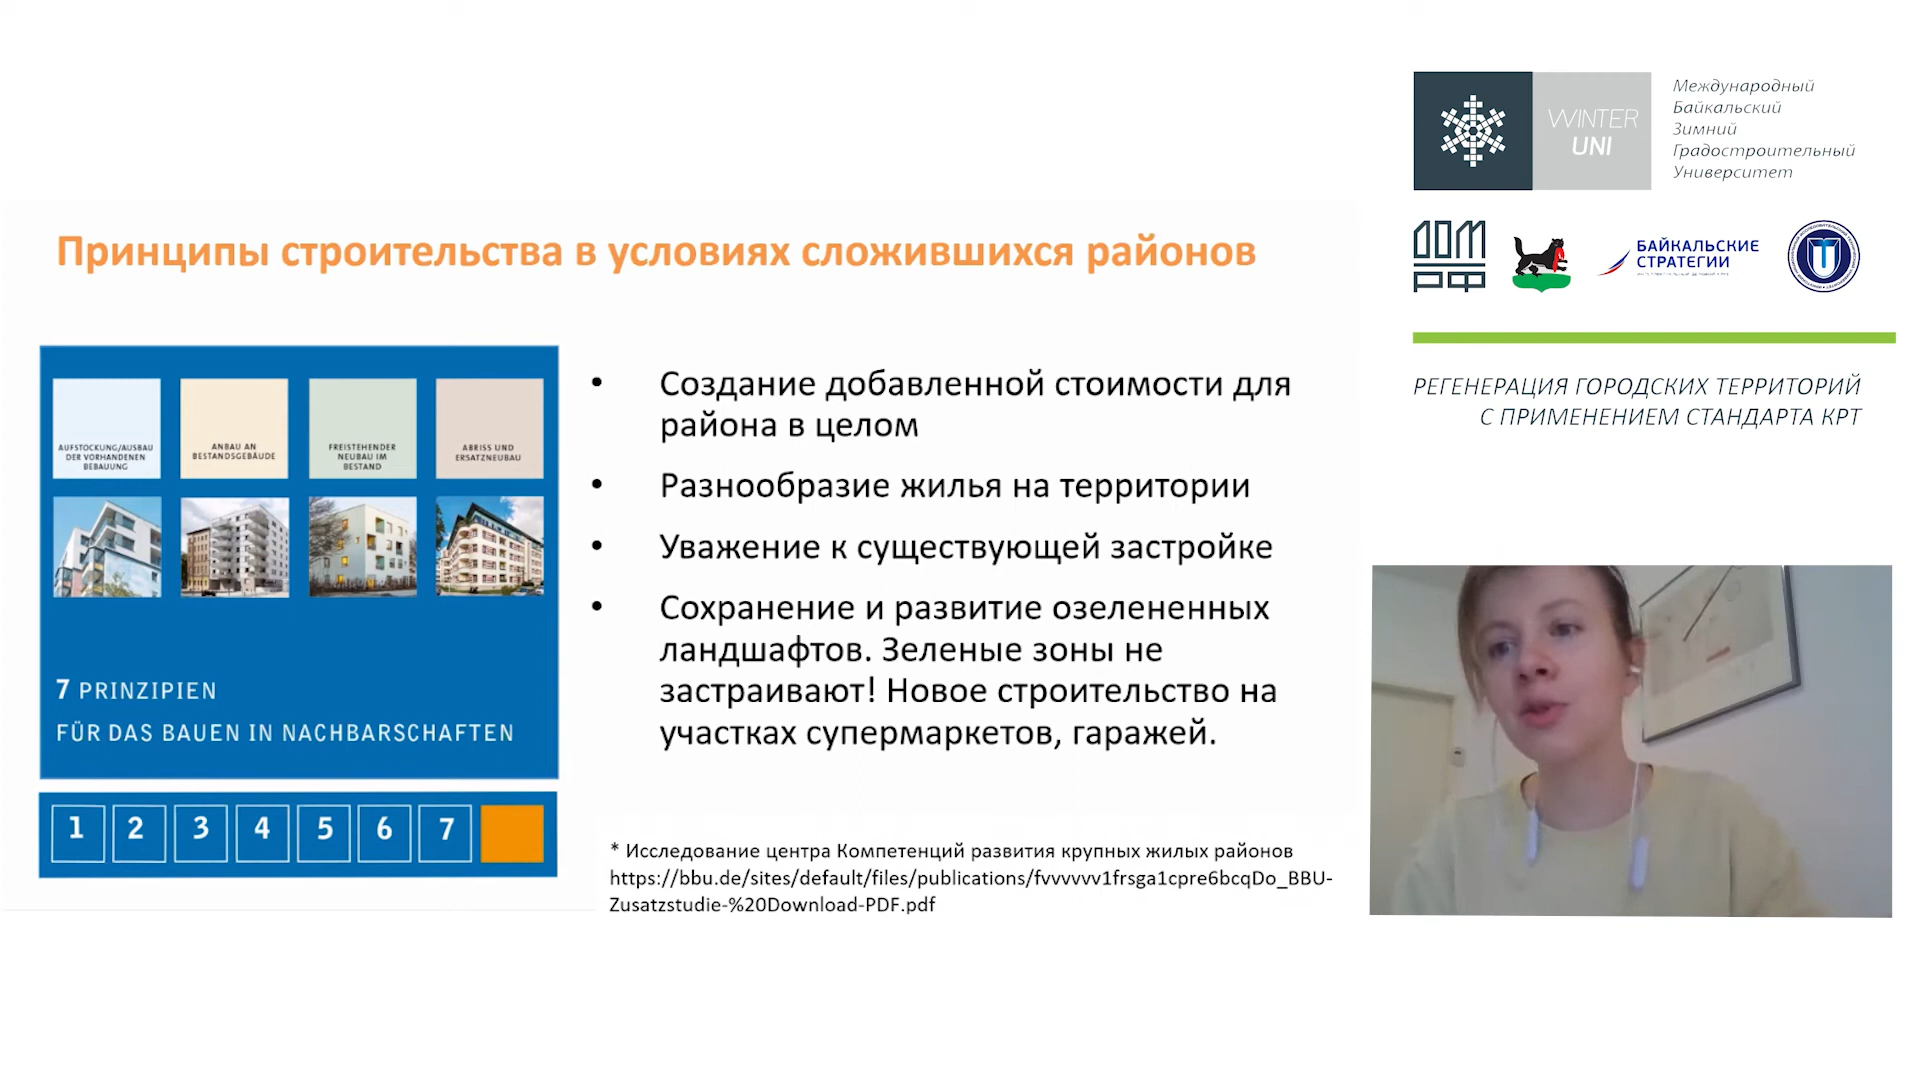 Принципы строительства в условиях сложившихся районов
AUFSTOCKUNG/AUSBAU
DER VORHANDENEN
BEBAUUNG
ANBAU AN
BESTANDSGEBÄUDE
FREISTEHENDER
NEUBAU IM
BESTAND
ABRISS UND
ERSATZNEUBAU
7 PRINZIPIEN
FÜR DAS BAUEN IN NACHBARSCHAFTEN
1 2 3 4 5 6 7
• Создание добавленной стоимости для
района в целом
• Разнообразие жилья на территории
• Уважение к существующей застройке
• Сохранение и развитие озелененных
ландшафтов. Зеленые зоны не
застраивают! Новое строительство на
участках супермаркетов, гаражей.
* Исследование центра Компетенций развития крупных жилых районов
https://bbu.de/sites/default/files/publications/fvvvvvv1frsga1cpre6bcqDo_BBU-
Zusatzstudie-%20Download-PDF.pdf
WINTER
UNI
Международный
Байкальский
Зимний
Градостроительный
Университет
ДОМ
РФ
БАЙКАЛЬСКИЕ
СТРАТЕГИИ
РЕГЕНЕРАЦИЯ ГОРОДСКИХ ТЕРРИТОРИЙ
С ПРИМЕНЕНИЕМ СТАНДАРТА КРТ